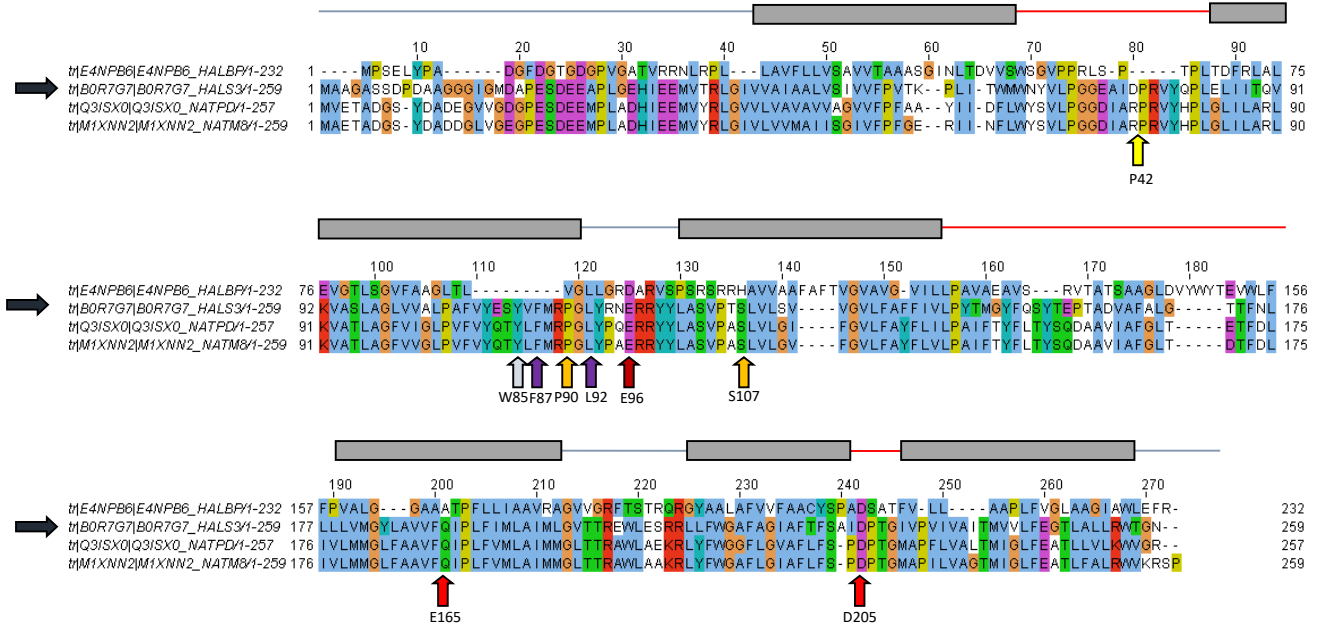 10 20 30 40 50 60 70 80 90
tr|E4NPB6|E4NPB6_HALBP/1-232 1 ----MPSELYPA------DGFDGTGDGPVGATVRRNLRPL---LAVFLLVSAVVTAAASGINLTDVVSWSGVPPRLS-P-----TPLTDFRLAL 75
tr|B0R7G7|B0R7G7_HALS3/1-259 1 MAAGASSDPDAAGGGIGMDAPESDEEAPLGEHIEEMVTRLGIVVAIAALVSIVVFPVTK--PLI-TWMWNYVLPGGEAIDPRVYQPLELIITQV 91
tr|Q3ISX0|Q3ISX0_NATPD/1-257 1 MVETADGS-YDADEGVVGDGPESDEEMPLADHIEEMVYRLGIVVAVAVAVVAGVVFPFAA--YI-I-DFLWYSVLPGGDIARPRVYHPLGLILARL 90
tr|M1XNN2|M1XNN2_NATM8/1-259 1 MAETADGS-YDADDGLVGEGPESDEEMPLADHIEEMVYRLGIVLVVMAIISGIVFPFGE--RII-NFLWYSVLPGGDIARPRVYHPLGLILARL 90
P42
100 110 120 130 140 150 160 170 180
tr|E4NPB6|E4NPB6_HALBP/1-232 76 EVGTLSGVFAAGLTL---------VGLLGRDARVSPSRSRRHAVVAAFAFTVGVAVG-VILLPAVAEAVS---RVTATSAAGLDVYWYTEVWLF 156
tr|B0R7G7|B0R7G7_HALS3/1-259 92 KVASLAGLVVALPAFVYESYLFMRPGLYRNERRYYLASVPTSLVLSV----VGVLFAFFIVLPYTMGYFQSYTEPTADVAFALG-----TTFNL 176
tr|Q3ISX0|Q3ISX0_NATPD/1-257 91 KVATLAGFVIGLPVFVYQTYLFMRPGLYPQERRYYLASVPASLVLGI----FGVLFAYFLVLPAIFTYFLTYSQDAAVIAFGLT-----ETFDL 175
tr|M1XNN2|M1XNN2_NATM8/1-259 91 KVATLAGFVVGLPVFVYQTYLFMRPGLYPAERRYYLASVPASLVLGV----FGVLFAYFLVLPAIFTYFLTYSQDAAVIAFGLT-----DTFDL 175
W85 F87 P90 L92 E96 S107
190 200 210 220 230 240 250 260 270
tr|E4NPB6|E4NPB6_HALBP/1-232 157 FPVALG---GAAATPFLLIAAVRAGVVGRFTSTRQRGYAALAFVVFAACYSPADSATFV-LL----AAPLFVGLAAGIAWLEFR- 232
tr|B0R7G7|B0R7G7_HALS3/1-259 177 LLLVMGYLAVVFQIPLFIMLAIMLGVTTREWLESRRLLFWGAFAGIAFTFSAIDPTGIVPVIVAITMVVLFEGTLALLRWTGN-- 259
tr|Q3ISX0|Q3ISX0_NATPD/1-257 176 IVLMMGLFAAVFQIPLFVMLAIMMGLTTRAWLAEKRLYFWGGFLGVAFLFS-PDPTGMAPFLVALTMIGLFEATLLVLKWVGR-- 257
tr|M1XNN2|M1XNN2_NATM8/1-259 176 IVLMMGLFAAVFQIPLFVMLAIMMGLTTRAWLAAKRLYFWGAFLGIAFLFS-PDPTGMAPILVAGTMIGLFEATLFALRWVKRSP 259
E165 D205